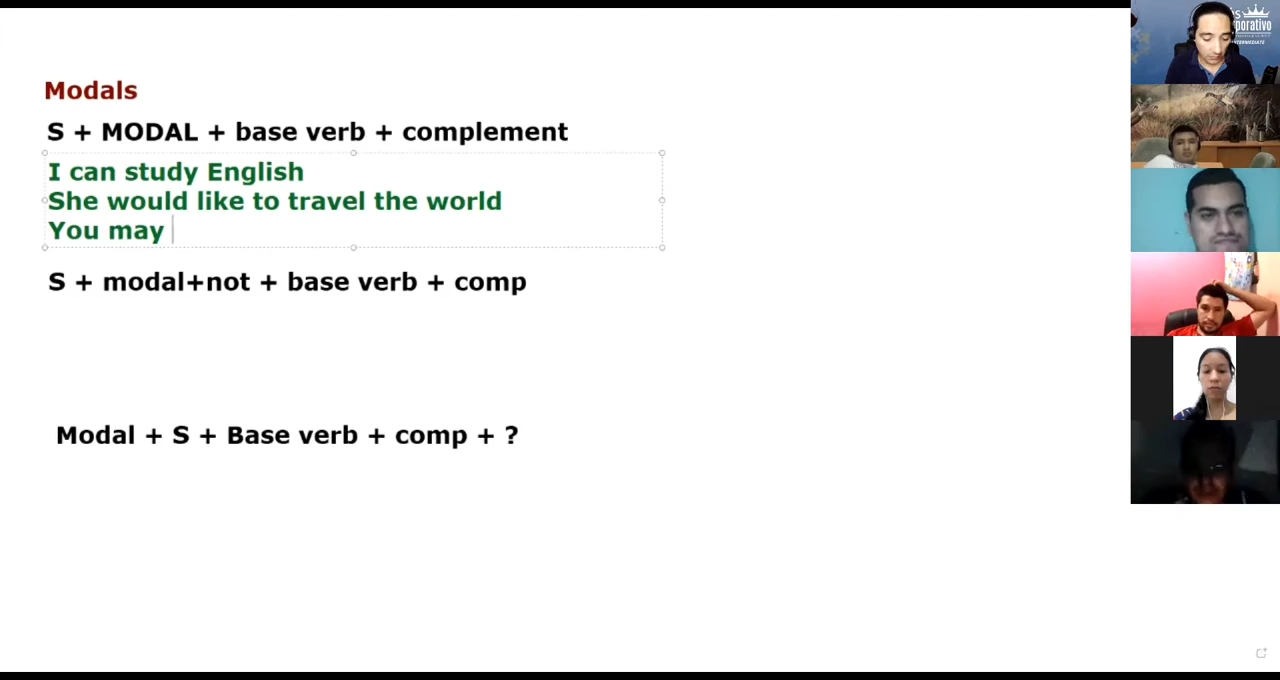 Modals
S + MODAL + base verb + complement
I can study English
She would like to travel the world
You may
S + modal+not + base verb + comp
Modal + S + Base verb + comp + ?